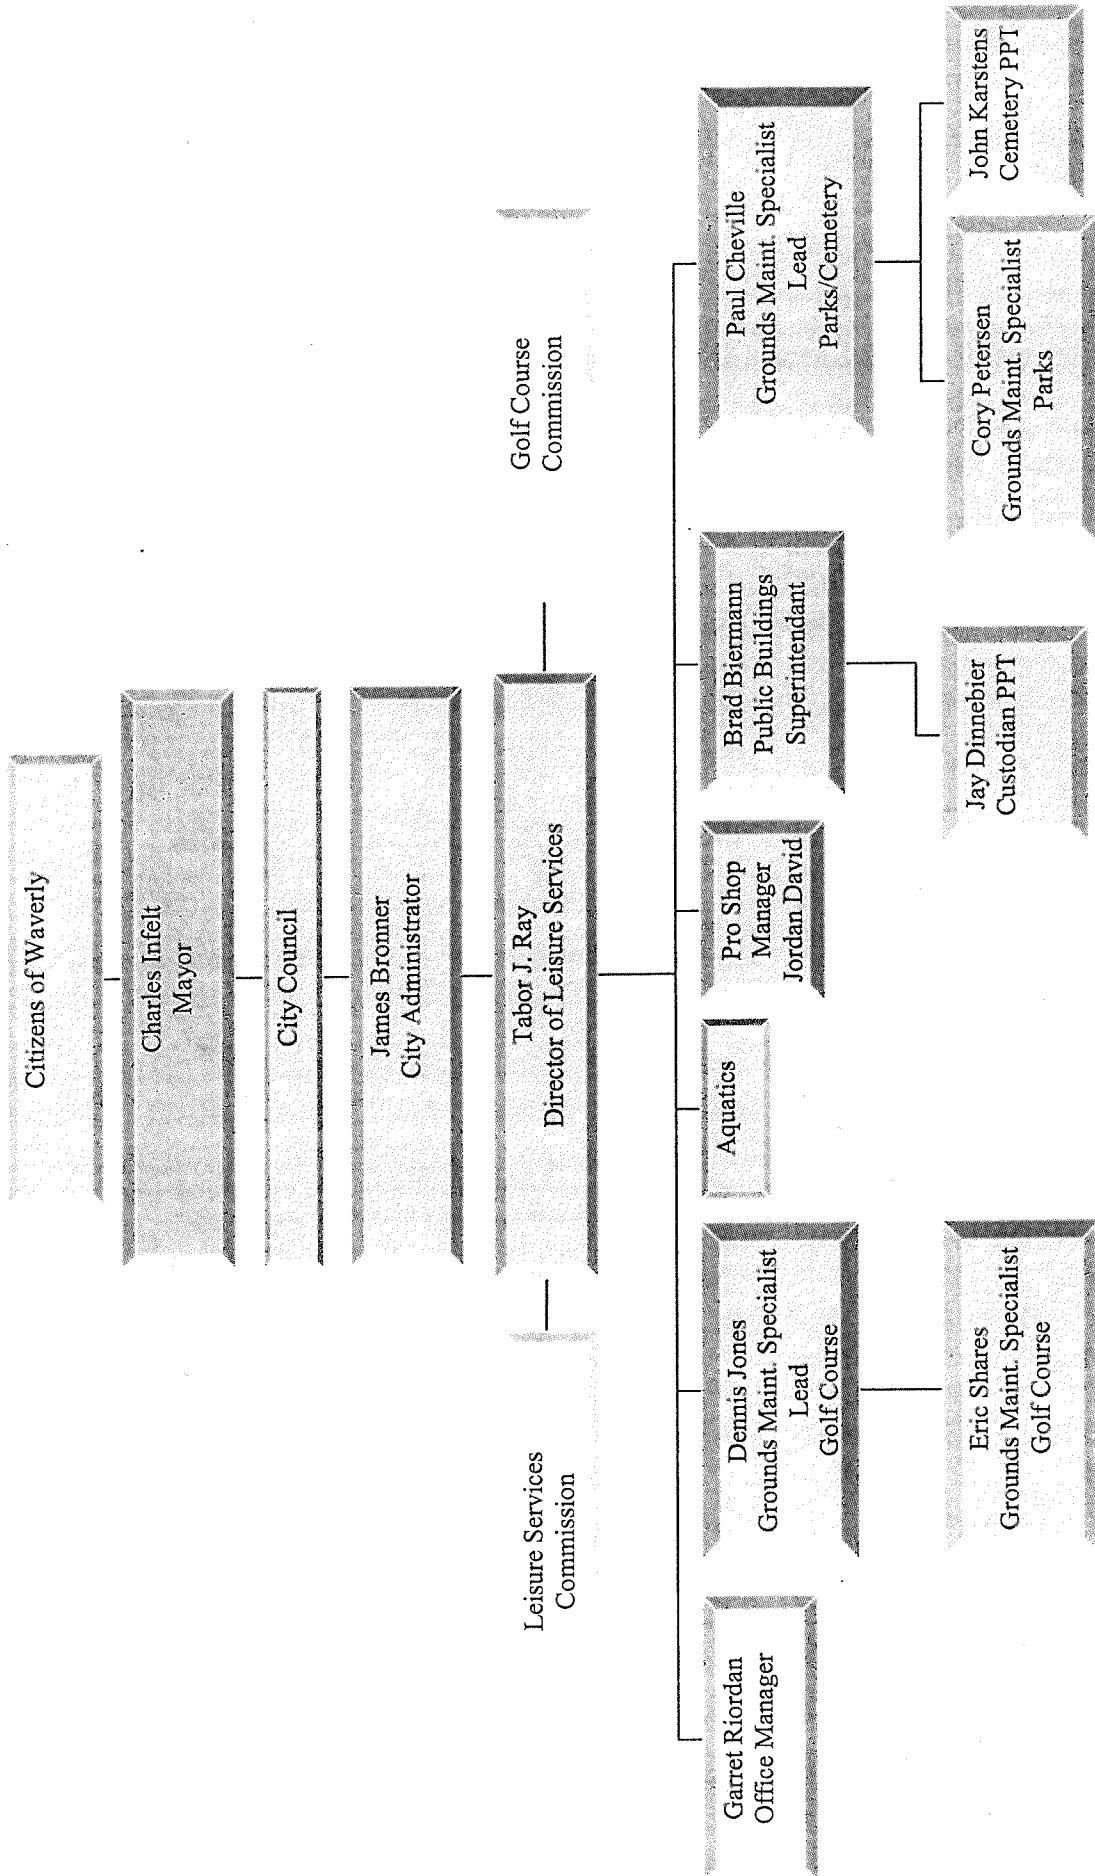 Citizens of Waverly
Charles Infelt
Mayor
City Council
James Bronner
City Administrator
Leisure Services
Commission
Tabor J. Ray
Director of Leisure Services
Golf Course
Commission
Garret Riordan
Office Manager
Dennis Jones
Grounds Maint. Specialist
Lead
Golf Course
Aquatics
Pro Shop
Manager
Jordan David
Brad Biermann
Public Buildings
Superintendant
Paul Cheville
Grounds Maint. Specialist
Lead
Parks/Cemetery
Eric Shares
Grounds Maint. Specialist
Golf Course
Jay Dinnebier
Custodian PPT
Cory Petersen
Grounds Maint. Specialist
Parks
John Karstens
Cemetery PPT